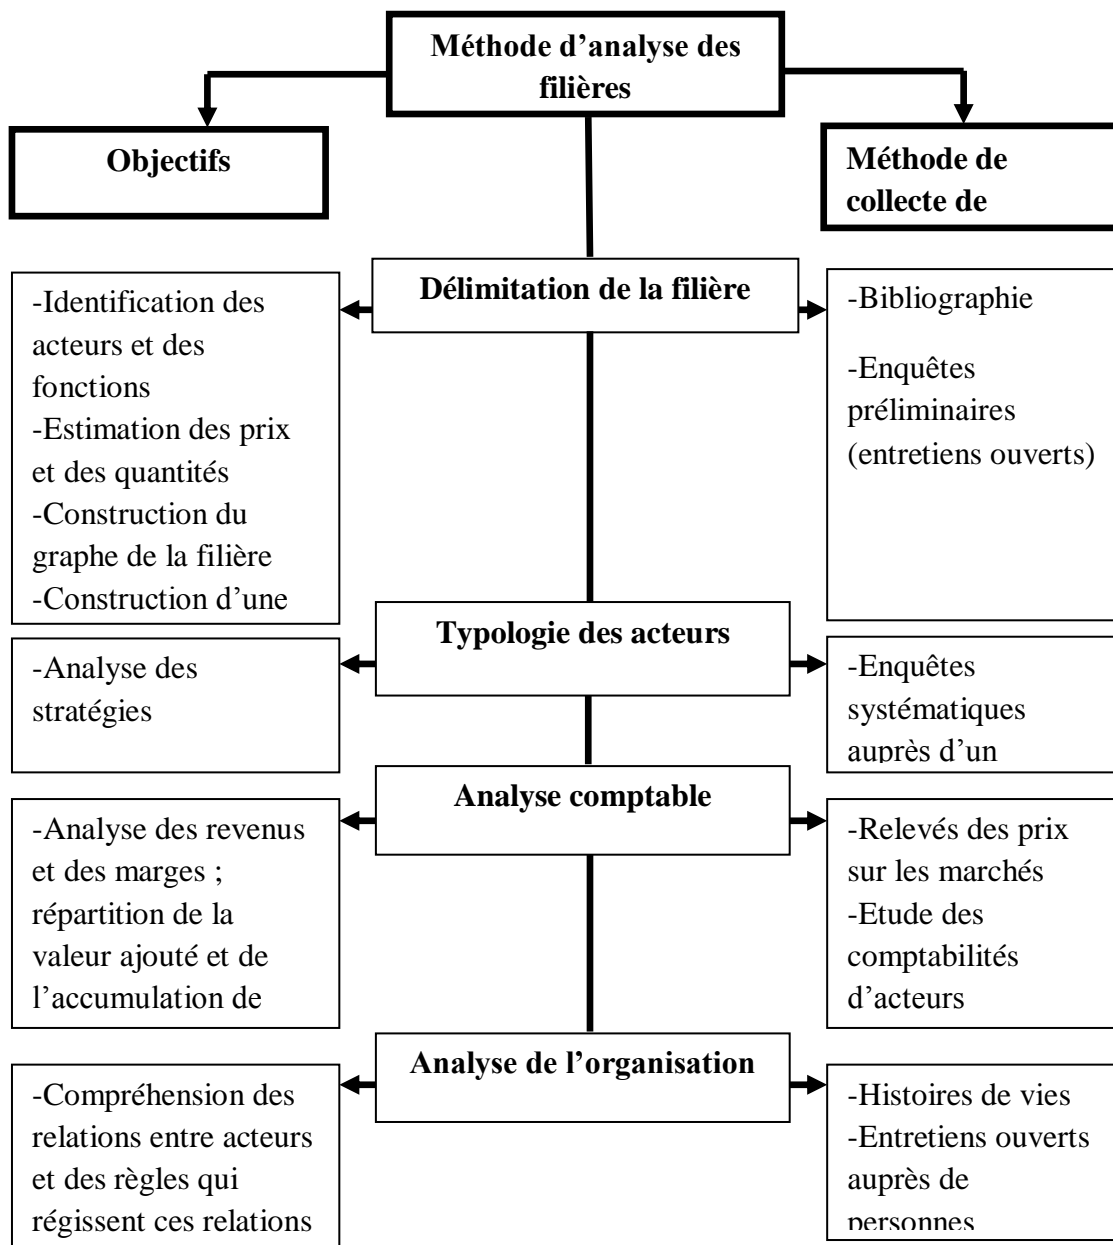 Méthode d’analyse des
filières
Objectifs
Méthode de
collecte de
Délimitation de la filière
-Identification des
acteurs et des
fonctions
-Estimation des prix
et des quantités
-Construction du
graphe de la filière
-Construction d’une
-Bibliographie
-Enquêtes
préliminaires
(entretiens ouverts)
Typologie des acteurs
-Analyse des
stratégies
-Enquêtes
systématiques
auprès d’un
Analyse comptable
-Analyse des revenus
et des marges ;
répartition de la
valeur ajouté et de
l’accumulation de
-Relevés des prix
sur les marchés
-Etude des
comptabilités
d’acteurs
Analyse de l’organisation
-Compréhension des
relations entre acteurs
et des règles qui
régissent ces relations
-Histoires de vies
-Entretiens ouverts
auprès de
personnes